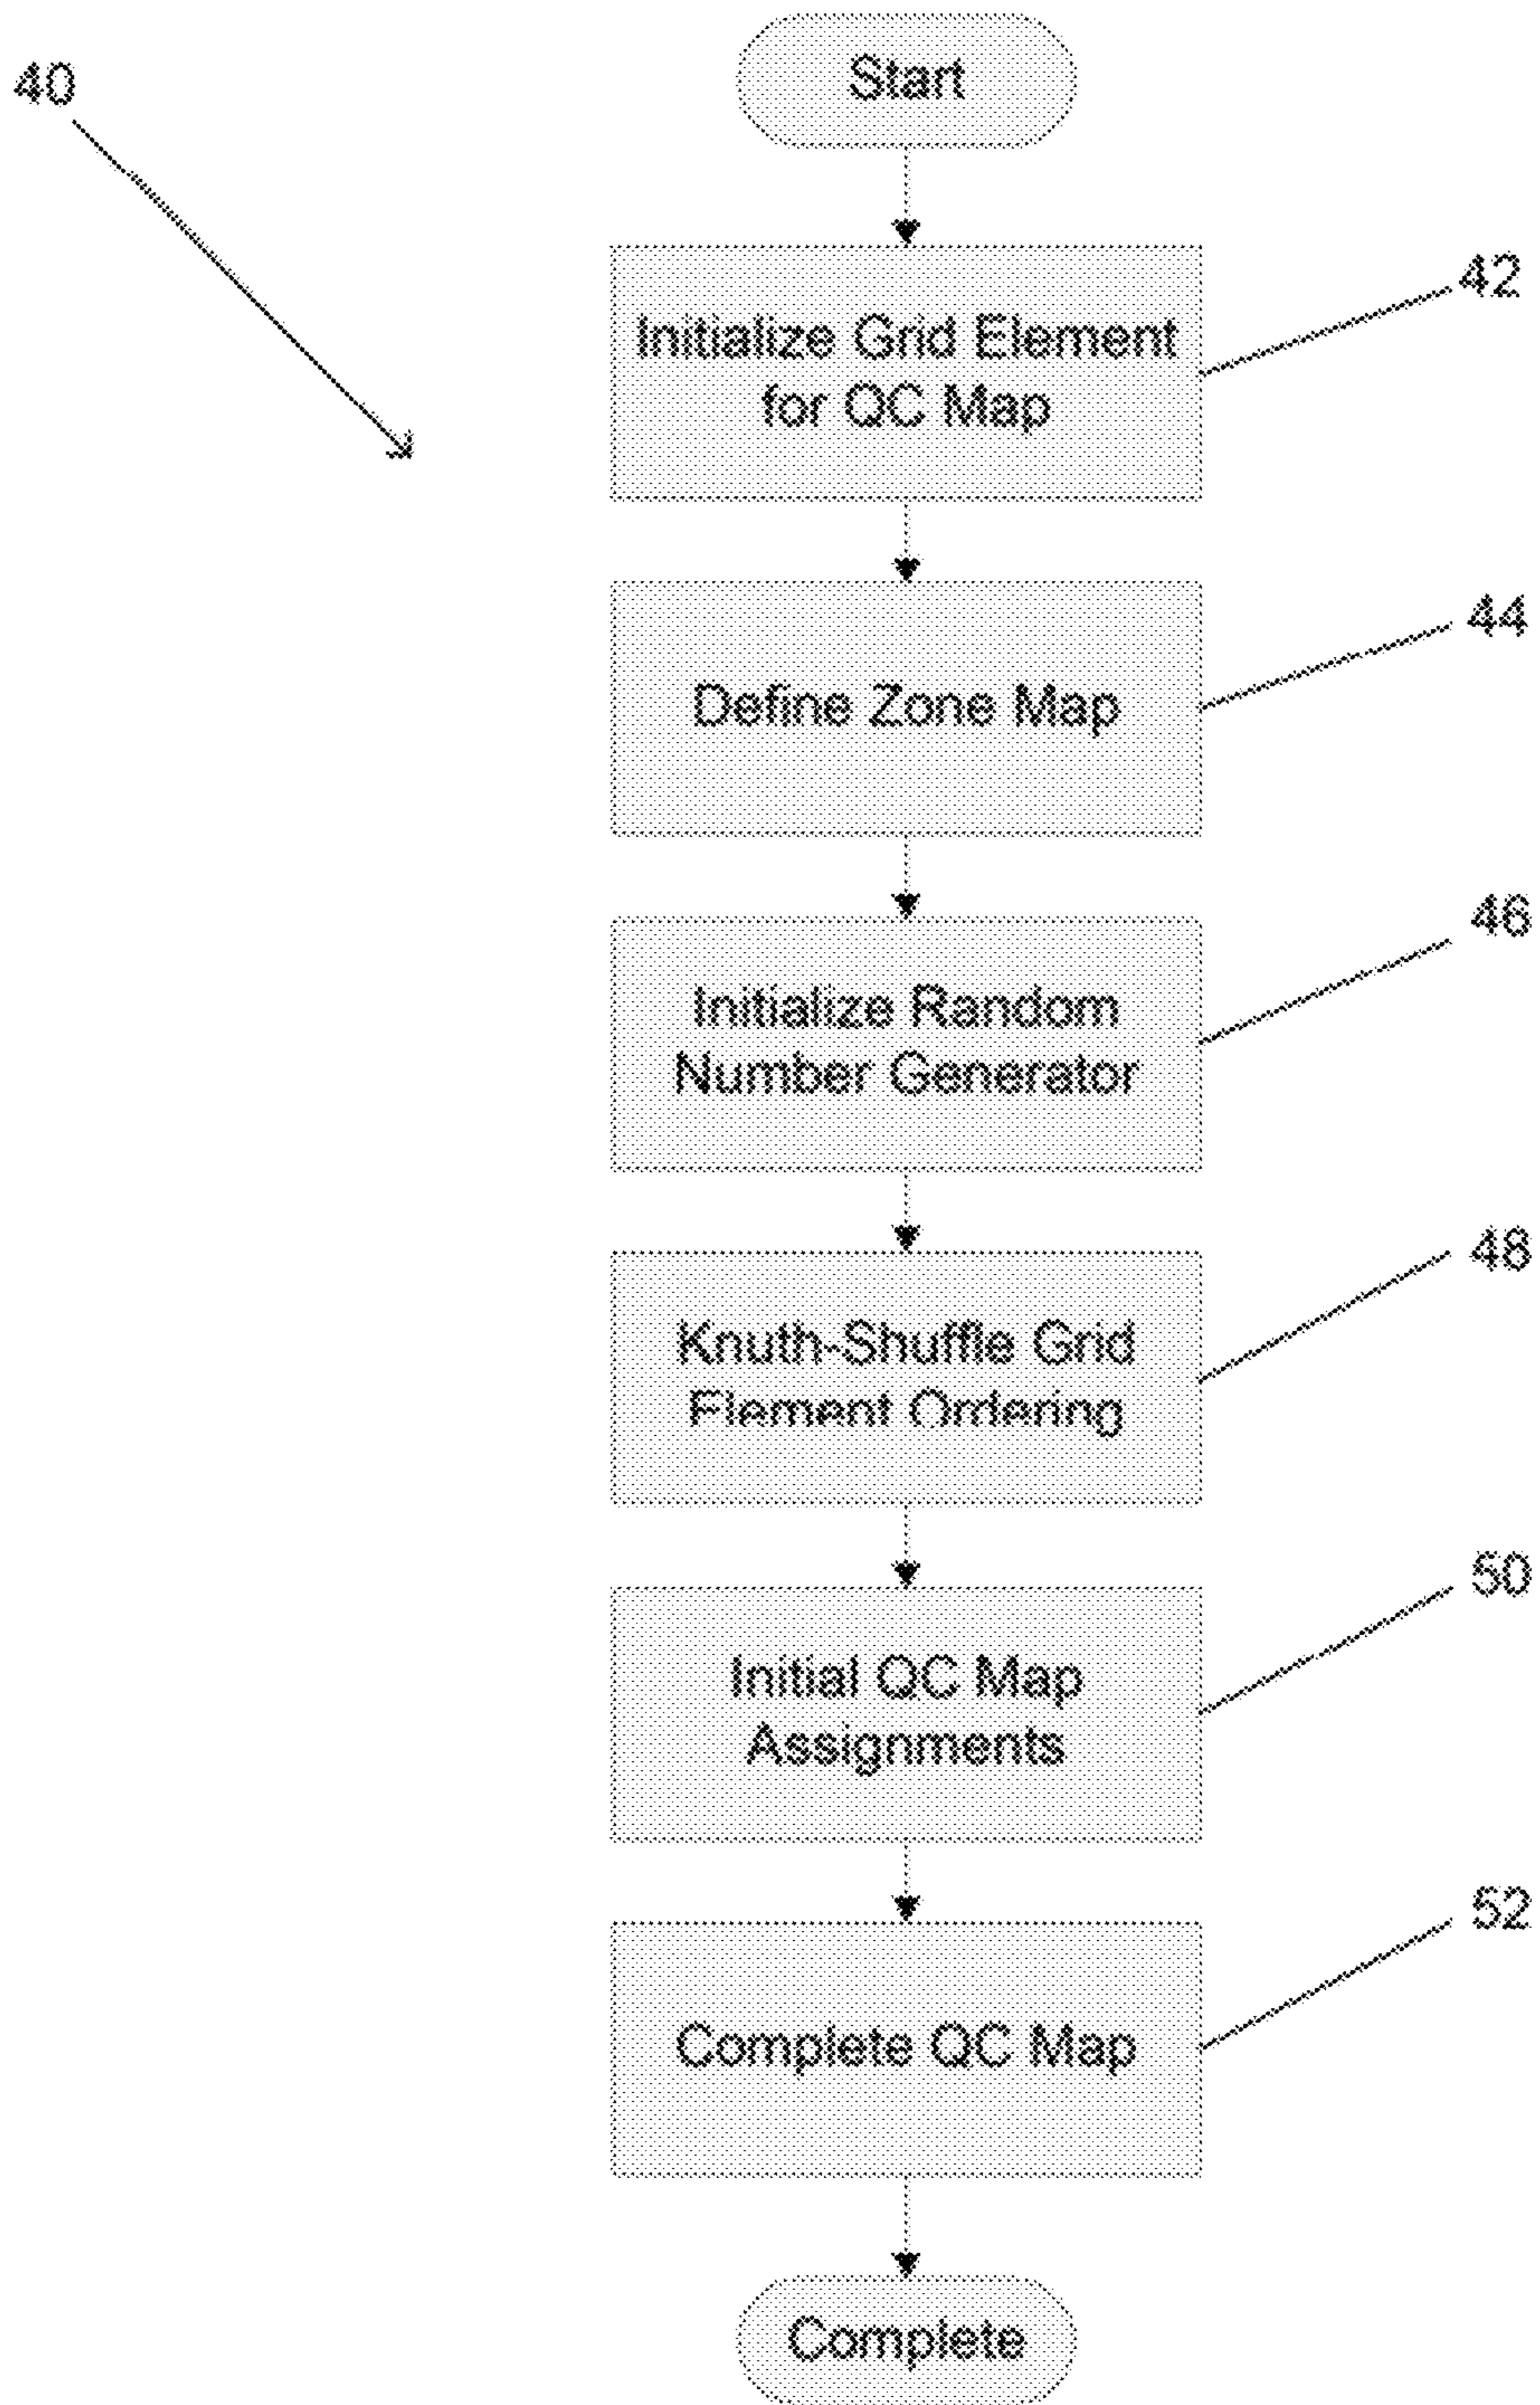 40
Start
42
Initialize Grid Element
for QC Map
44
Define Zone Map
46
Initialize Random
Number Generator
48
Knuth-Shuffle Grid
Element Ordering
50
Initial QC Map
Assignments
52
Complete QC Map
Complete